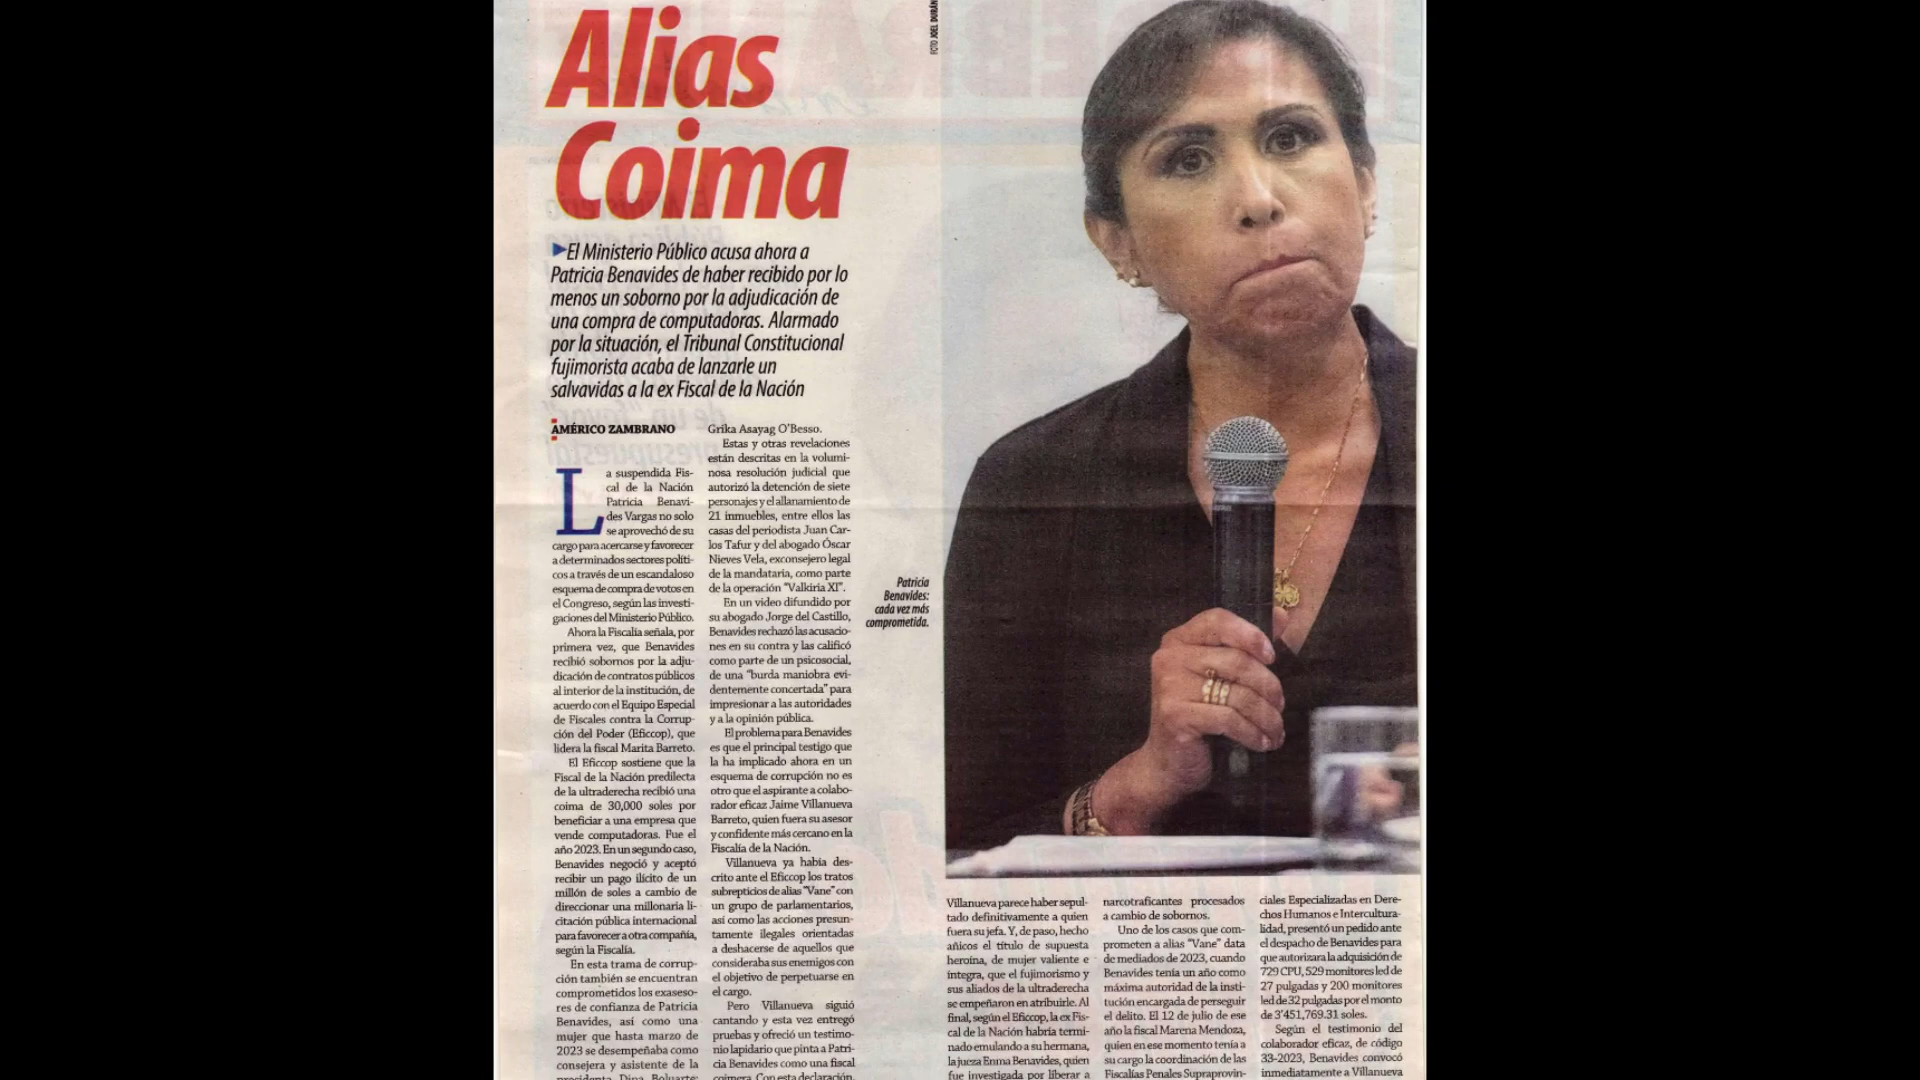 Alias
Coima
FOTO JOEL DURÁN
►El Ministerio Público acusa ahora a
Patricia Benavides de haber recibido por lo
menos un soborno por la adjudicación de
una compra de computadoras. Alarmado
por la situación, el Tribunal Constitucional
fujimorista acaba de lanzarle un
salvavidas a la ex Fiscal de la Nación
AMÉRICO ZAMBRANO
La suspendida Fis-
cal de la Nación
Patricia Benavi-
des Vargas no solo
se aprovechó de su
cargo para acercarse y favorecer
a determinados sectores políti-
cos a través de un escandaloso
esquema de compra de votos en
el Congreso, según las investi-
gaciones del Ministerio Público.
Ahora la Fiscalía señala, por
primera vez, que Benavides
recibió sobornos por la adju-
dicación de contratos públicos
al interior de la institución, de
acuerdo con el Equipo Especial
de Fiscales contra la Corrup-
ción del Poder (Eficcop), que
lidera la fiscal Marita Barreto.
El Eficcop sostiene que la
Fiscal de la Nación predilecta
de la ultraderecha recibió una
coima de 30,000 soles por
beneficiar a una empresa que
vende computadoras. Fue el
año 2023. En un segundo caso,
Benavides negoció y aceptó
recibir un pago ilícito de un
millón de soles a cambio de
direccionar una millonaria li-
citación pública internacional
para favorecer a otra compañía,
según la Fiscalía.
En esta trama de corrup-
ción también se encuentran
comprometidos los exaseso-
res de confianza de Patricia
Benavides, así como una
mujer que hasta marzo de
2023 se desempeñaba como
consejera y asistente de la
presidenta Dina Boluarte:
Grika Asayag O'Besso.
Estas y otras revelaciones
están descritas en la volumi-
nosa resolución judicial que
autorizó la detención de siete
personajes y el allanamiento de
21 inmuebles, entre ellos las
casas del periodista Juan Car-
los Tafur y del abogado Óscar
Nieves Vela, exconsejero legal
de la mandataria, como parte
de la operación "Valkiria XI".
En un video difundido por
su abogado Jorge del Castillo,
Benavides rechazó las acusacio-
nes en su contra y las calificó
como parte de un psicosocial,
de una "burda maniobra evi-
dentemente concertada" para
impresionar a las autoridades
y a la opinión pública.
El problema para Benavides
es que el principal testigo que
la ha implicado ahora en un
esquema de corrupción no es
otro que el aspirante a colabo-
rador eficaz Jaime Villanueva
Barreto, quien fuera su asesor
y confidente más cercano en la
Fiscalía de la Nación.
Villanueva ya había des-
crito ante el Eficcop los tratos
subrepticios de alias "Vane" con
un grupo de parlamentarios,
así como las acciones presun-
tamente ilegales orientadas
a deshacerse de aquellos que
consideraba sus enemigos con
el objetivo de perpetuarse en
el cargo.
Pero Villanueva siguió
cantando y esta vez entregó
pruebas y ofreció un testimo-
nio lapidario que pinta a Patri-
cia Benavides como una fiscal
coimera. Con esta declaración,
Patricia
Benavides:
cada vez más
comprometida.
Villanueva parece haber sepul-
tado definitivamente a quien
fuera su jefa. Y, de paso, hecho
añicos el título de supuesta
heroína, de mujer valiente e
íntegra, que el fujimorismo y
sus aliados de la ultraderecha
se empeñaron en atribuirle. Al
final, según el Eficcop, la ex Fis-
cal de la Nación habría termi-
nado emulando a su hermana,
la jueza Enma Benavides, quien
fue investigada por liberar a
narcotraficantes procesados
a cambio de sobornos.
Uno de los casos que com-
prometen a alias "Vane" data
de mediados de 2023, cuando
Benavides tenía un año como
máxima autoridad de la insti-
tución encargada de perseguir
el delito. El 12 de julio de ese
año la fiscal Marena Mendoza,
quien en ese momento tenía a
su cargo la coordinación de las
Fiscalías Penales Supraprovin-
ciales Especializadas en Dere-
chos Humanos e Intercultura-
lidad, presentó un pedido ante
el despacho de Benavides para
que autorizara la adquisición de
729 CPU, 529 monitores led de
27 pulgadas y 200 monitores
led de 32 pulgadas por el monto
de 3'451,769.31 soles.
Según el testimonio del
colaborador eficaz, de código
33-2023, Benavides convocó
inmediatamente a Villanueva